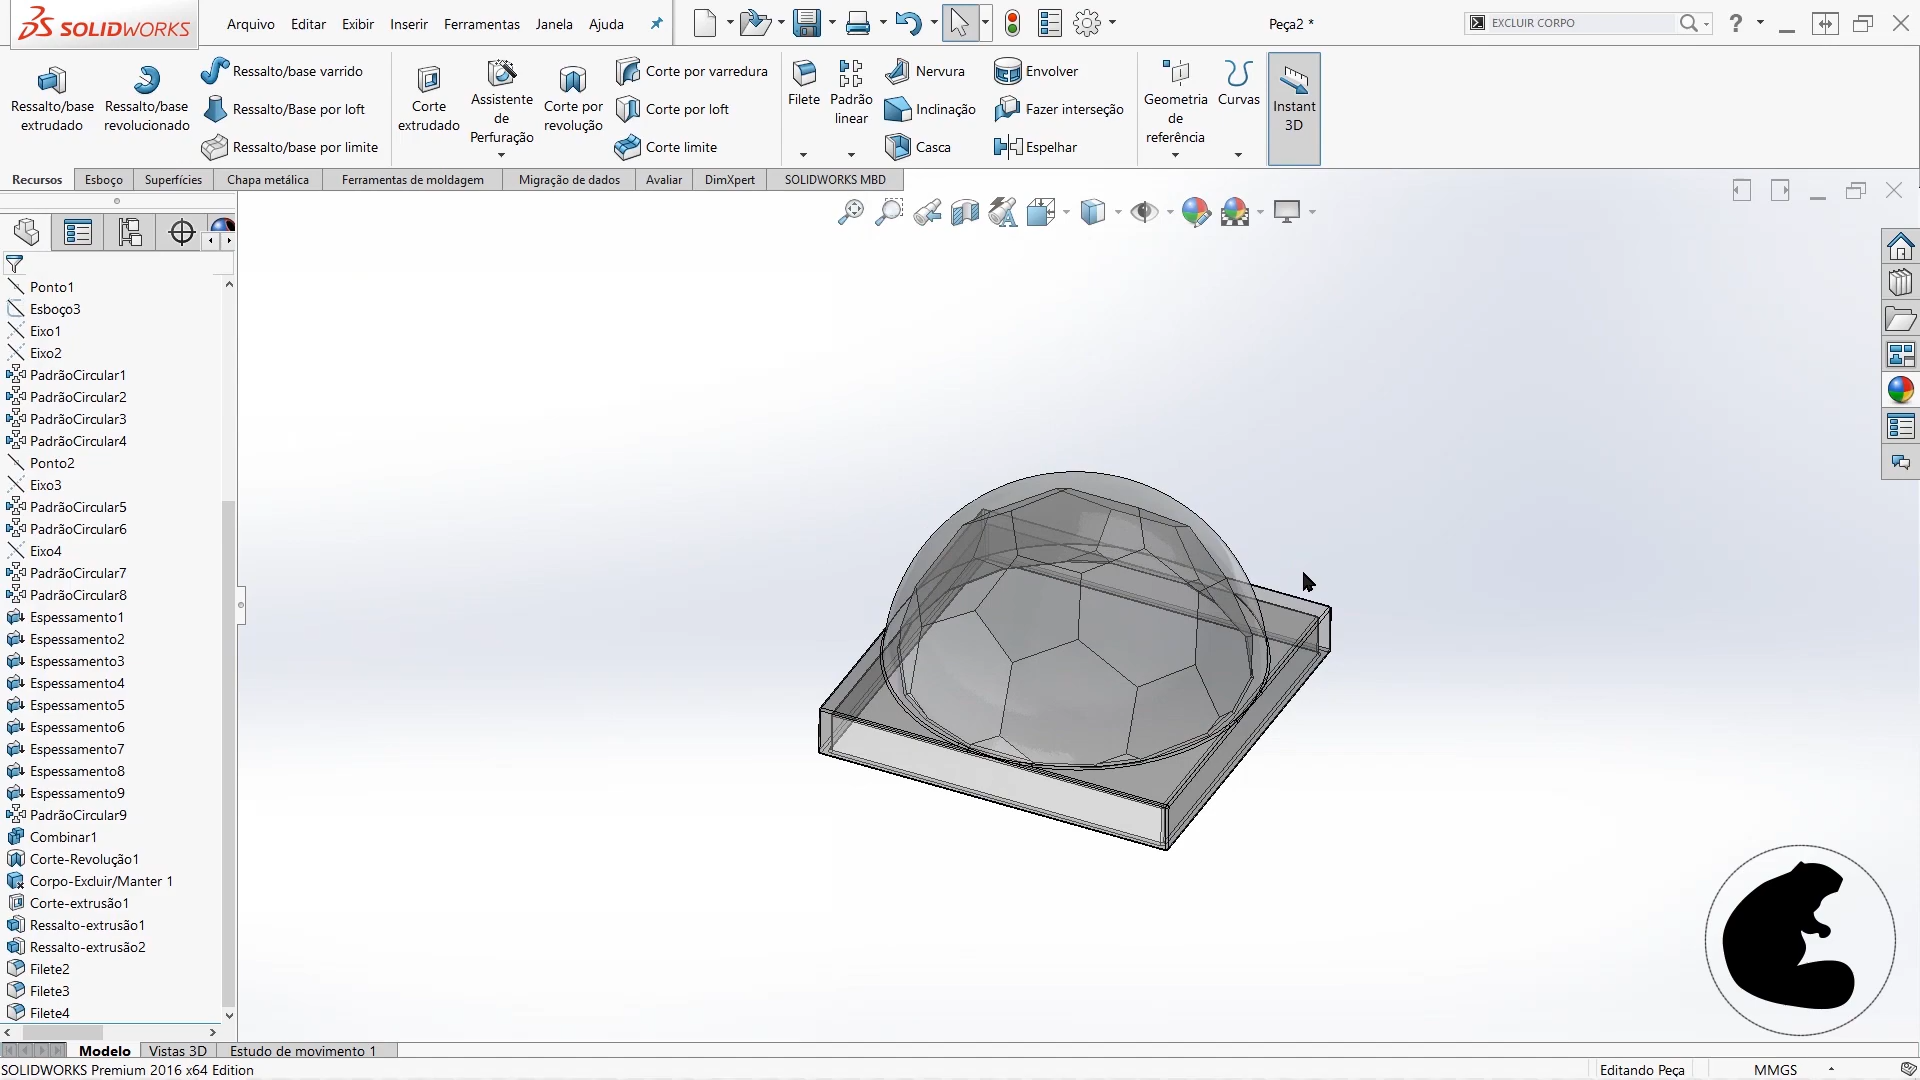 SOLIDWORKS
Arquivo Editar Exibir Inserir Ferramentas Janela Ajuda
Peça2 *
EXCLUIR CORPO
?
Ressalto/base extrudado
Ressalto/base revolucionado
Ressalto/base varrido
Ressalto/Base por loft
Ressalto/base por limite
Corte extrudado
Assistente de Perfuração
Corte por revolução
Corte por varredura
Corte por loft
Corte limite
Filete
Padrão linear
Nervura
Inclinação
Casca
Envolver
Fazer interseção
Espelhar
Geometria de referência
Curvas
Instant 3D
Recursos Esboço Superfícies Chapa metálica Ferramentas de moldagem Migração de dados Avaliar DimXpert SOLIDWORKS MBD
Ponto1
Esboço3
Eixo1
Eixo2
PadrãoCircular1
PadrãoCircular2
PadrãoCircular3
PadrãoCircular4
Ponto2
Eixo3
PadrãoCircular5
PadrãoCircular6
Eixo4
PadrãoCircular7
PadrãoCircular8
Espessamento1
Espessamento2
Espessamento3
Espessamento4
Espessamento5
Espessamento6
Espessamento7
Espessamento8
Espessamento9
PadrãoCircular9
Combinar1
Corte-Revolução1
Corpo-Excluir/Manter 1
Corte-extrusão1
Ressalto-extrusão1
Ressalto-extrusão2
Filete2
Filete3
Filete4
Modelo Vistas 3D Estudo de movimento 1
SOLIDWORKS Premium 2016 x64 Edition
Editando Peça
MMGS